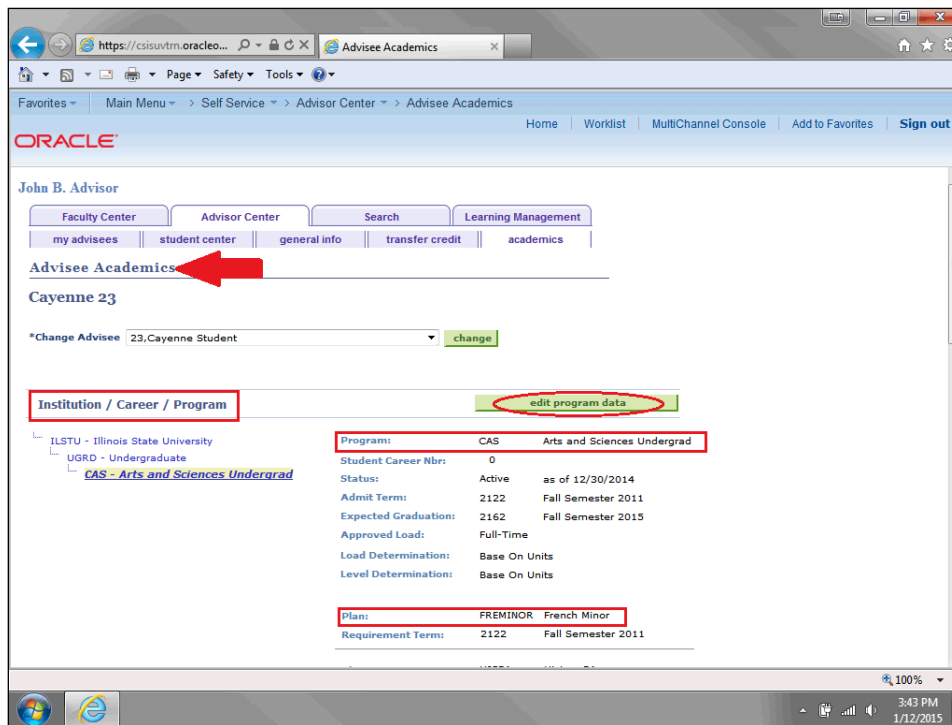 https://csisuvtrn.oracleo... Advisee Academics
Page Safety Tools
Favorites Main Menu > Self Service > Advisor Center > Advisee Academics
Home Worklist MultiChannel Console Add to Favorites Sign out
ORACLE
John B. Advisor
Faculty Center Advisor Center Search Learning Management
my advisees student center general info transfer credit academics
Advisee Academics
Cayenne 23
*Change Advisee 23,Cayenne Student change
Institution / Career / Program edit program data
ILSTU - Illinois State University
UGRD - Undergraduate
CAS - Arts and Sciences Undergrad
Program: CAS Arts and Sciences Undergrad
Student Career Nbr: 0
Status: Active as of 12/30/2014
Admit Term: 2122 Fall Semester 2011
Expected Graduation: 2162 Fall Semester 2015
Approved Load: Full-Time
Load Determination: Base On Units
Level Determination: Base On Units
Plan: FREMINOR French Minor
Requirement Term: 2122 Fall Semester 2011
100%
3:43 PM
1/12/2015